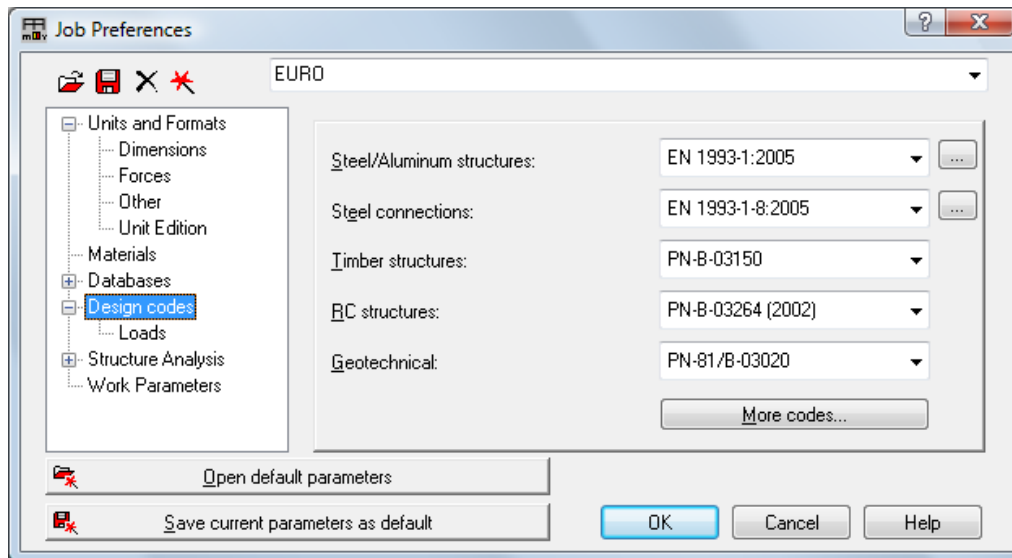 Job Preferences
EURO
Units and Formats
Dimensions
Forces
Other
Unit Edition
Materials
Databases
Design codes
Loads
Structure Analysis
Work Parameters
Steel/Aluminum structures: EN 1993-1:2005 ...
Steel connections: EN 1993-1-8:2005 ...
Timber structures: PN-B-03150
RC structures: PN-B-03264 (2002)
Geotechnical: PN-81/B-03020
More codes...
Open default parameters
Save current parameters as default
OK Cancel Help